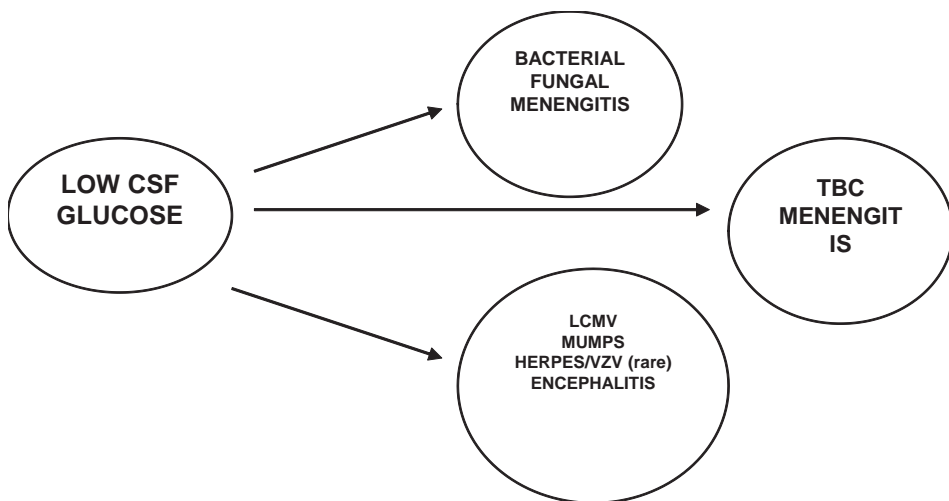 LOW CSF
GLUCOSE
BACTERIAL
FUNGAL
MENENGITIS
TBC
MENENGIT
IS
LCMV
MUMPS
HERPES/VZV (rare)
ENCEPHALITIS